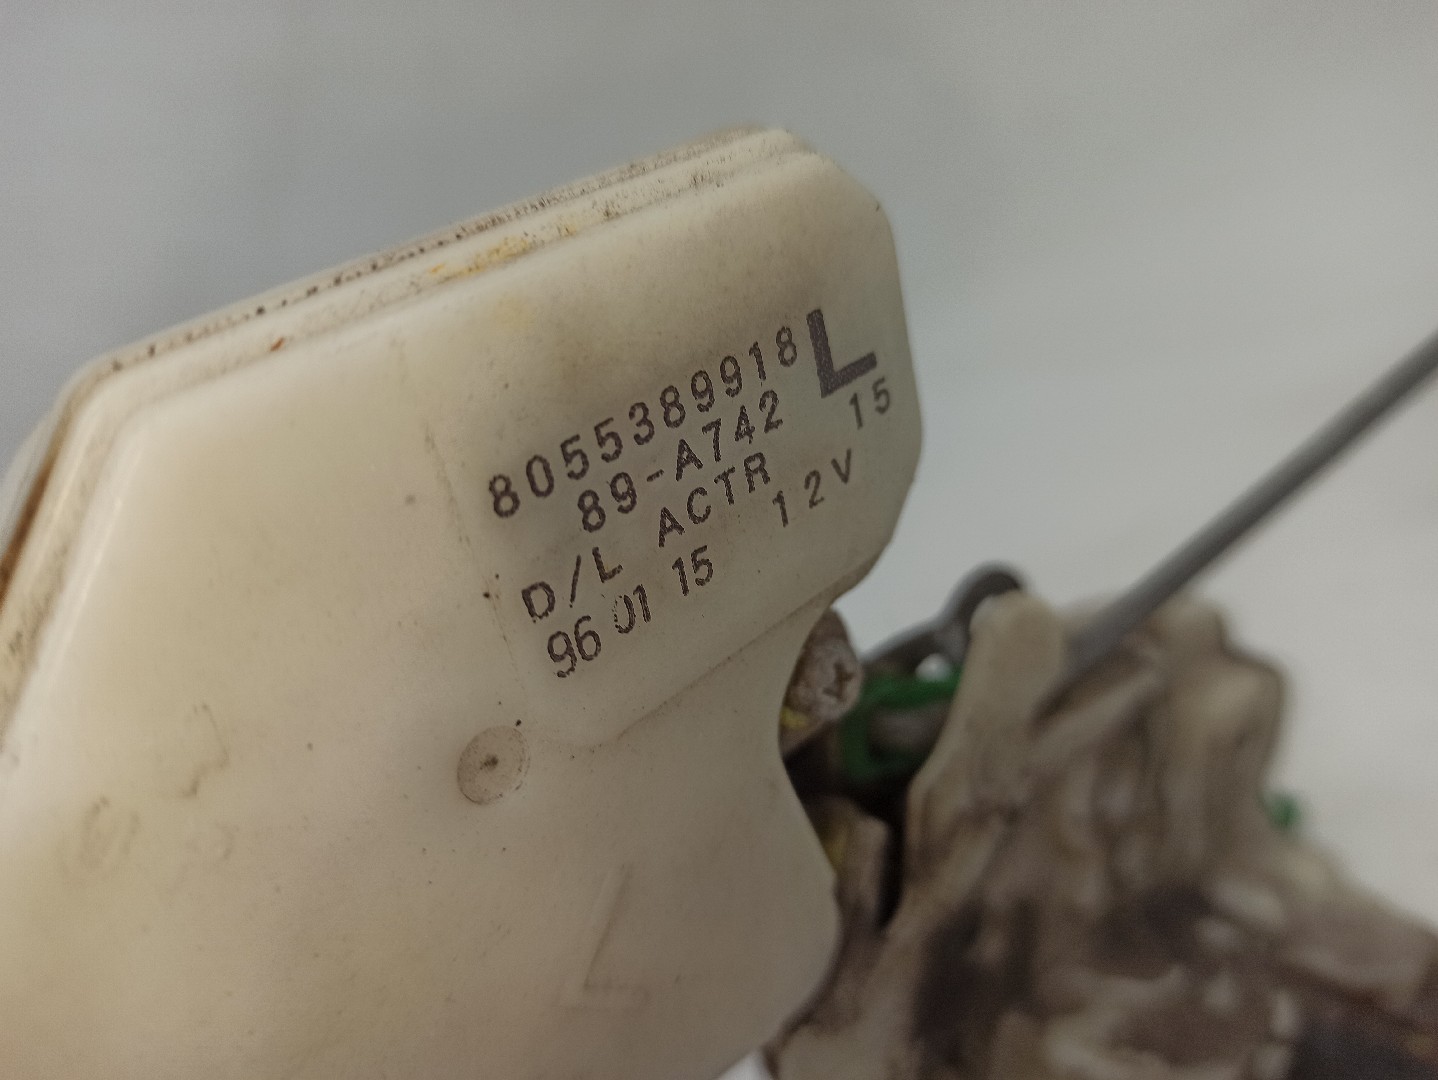 8055389918 L
89-A742 15
D/L ACTR 12V
96 01 15
L